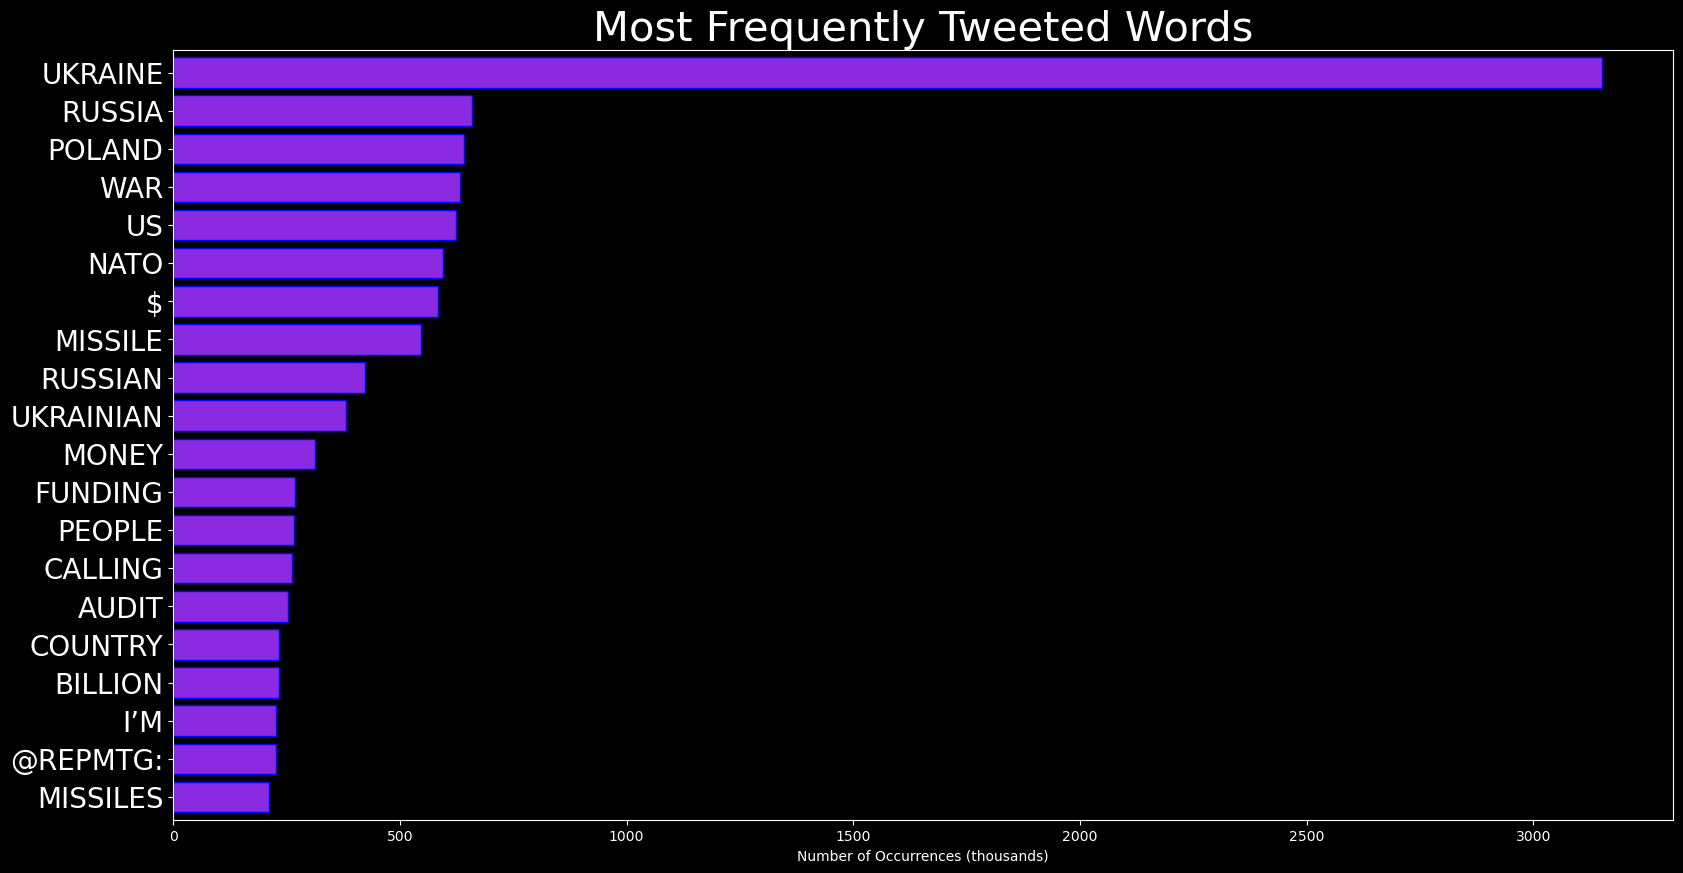 Most Frequently Tweeted Words
UKRAINE
RUSSIA
POLAND
WAR
US
NATO
$
MISSILE
RUSSIAN
UKRAINIAN
MONEY
FUNDING
PEOPLE
CALLING
AUDIT
COUNTRY
BILLION
I’M
@REPMTG:
MISSILES
0 500 1000 1500 2000 2500 3000
Number of Occurrences (thousands)